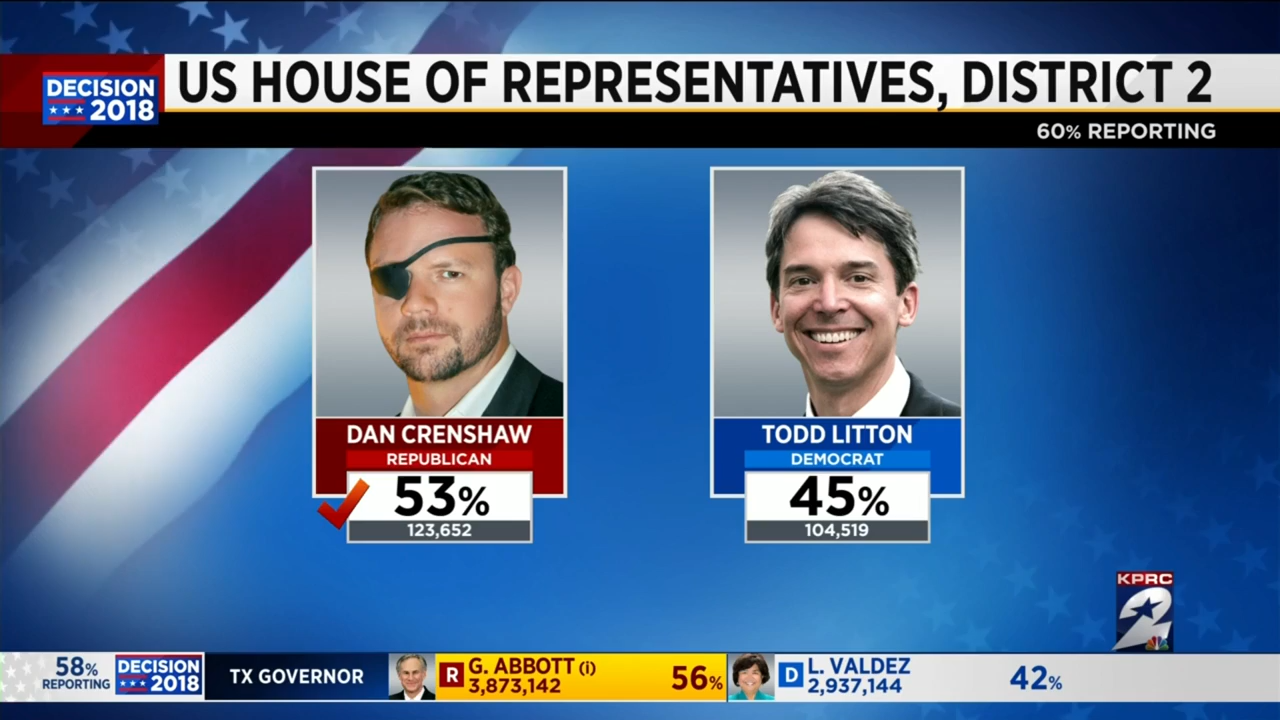 DECISION
2018
US HOUSE OF REPRESENTATIVES, DISTRICT 2
60% REPORTING
DAN CRENSHAW
REPUBLICAN
53%
123,652
TODD LITTON
DEMOCRAT
45%
104,519
KPRC
2
58%
REPORTING
DECISION
2018
TX GOVERNOR
R
G. ABBOTT (i)
3,873,142
56%
D
L. VALDEZ
2,937,144
42%